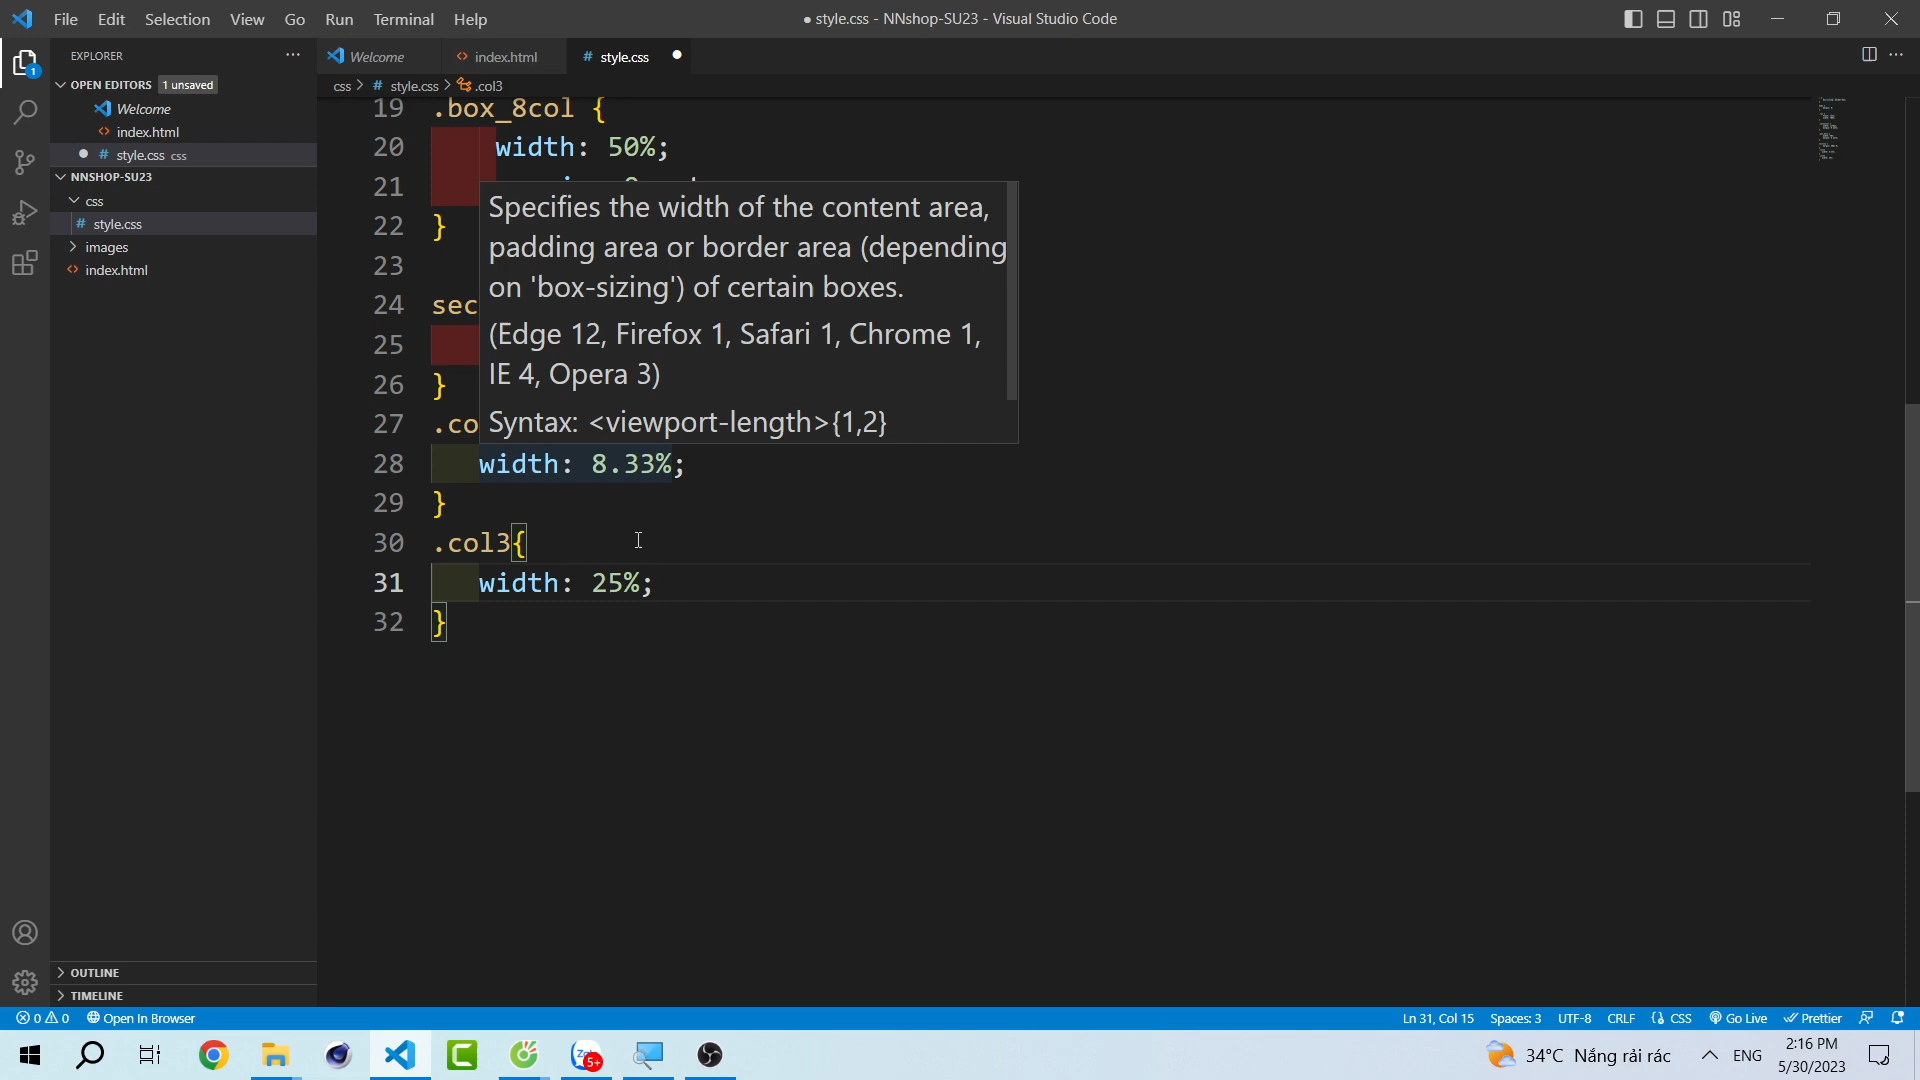 File Edit Selection View Go Run Terminal Help
● style.css - NNshop-SU23 - Visual Studio Code
EXPLORER
1
OPEN EDITORS 1 unsaved
Welcome
index.html
style.css css
NNSHOP-SU23
css
style.css
images
index.html
OUTLINE
TIMELINE
Welcome index.html style.css
css > style.css > .col3
19 .box_8col {
20 width: 50%;
21
22 }
23
24 sec
25
26 }
27 .co
28 width: 8.33%;
29 }
30 .col3{
31 width: 25%;
32 }
Specifies the width of the content area,
padding area or border area (depending
on 'box-sizing') of certain boxes.
(Edge 12, Firefox 1, Safari 1, Chrome 1,
IE 4, Opera 3)
Syntax: <viewport-length>{1,2}
0 0 Open In Browser
Ln 31, Col 15 Spaces: 3 UTF-8 CRLF CSS Go Live Prettier
5+
34°C Nắng rải rác ENG
2:16 PM
5/30/2023